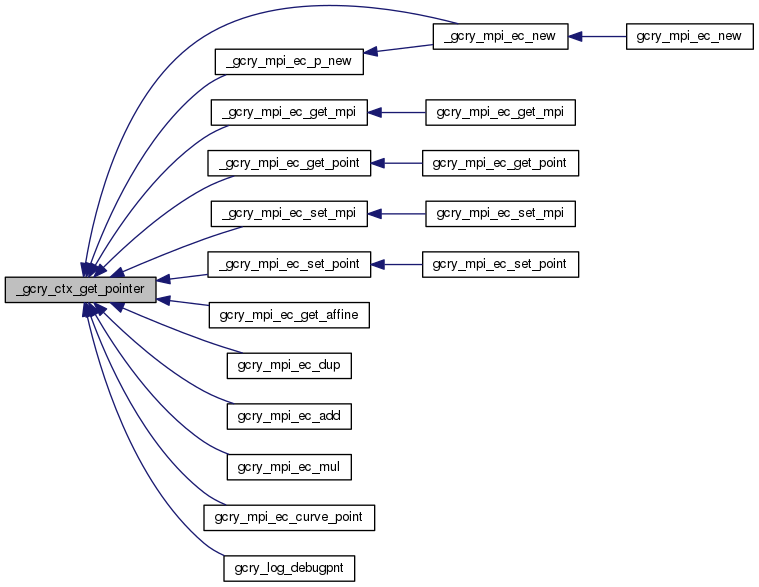 _gcry_mpi_ec_new
gcry_mpi_ec_new
_gcry_mpi_ec_p_new
_gcry_mpi_ec_get_mpi
gcry_mpi_ec_get_mpi
_gcry_mpi_ec_get_point
gcry_mpi_ec_get_point
_gcry_mpi_ec_set_mpi
gcry_mpi_ec_set_mpi
_gcry_mpi_ec_set_point
gcry_mpi_ec_set_point
_gcry_ctx_get_pointer
gcry_mpi_ec_get_affine
gcry_mpi_ec_dup
gcry_mpi_ec_add
gcry_mpi_ec_mul
gcry_mpi_ec_curve_point
gcry_log_debugpnt